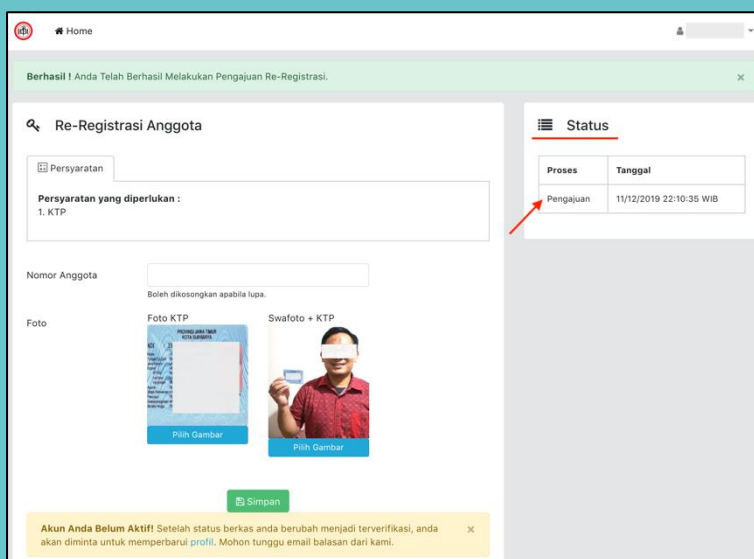 Home
Berhasil ! Anda Telah Berhasil Melakukan Pengajuan Re-Registrasi.
×
Re-Registrasi Anggota
Persyaratan
Persyaratan yang diperlukan :
1. KTP
Nomor Anggota
Boleh dikosongkan apabila lupa.
Foto
Foto KTP
Swafoto + KTP
PROVINSI JAWA TIMUR
KOTA SURABAYA
Pilih Gambar
Pilih Gambar
Simpan
Akun Anda Belum Aktif! Setelah status berkas anda berubah menjadi terverifikasi, anda
akan diminta untuk memperbarui profil. Mohon tunggu email balasan dari kami.
×
Status
Proses Tanggal
Pengajuan 11/12/2019 22:10:35 WIB